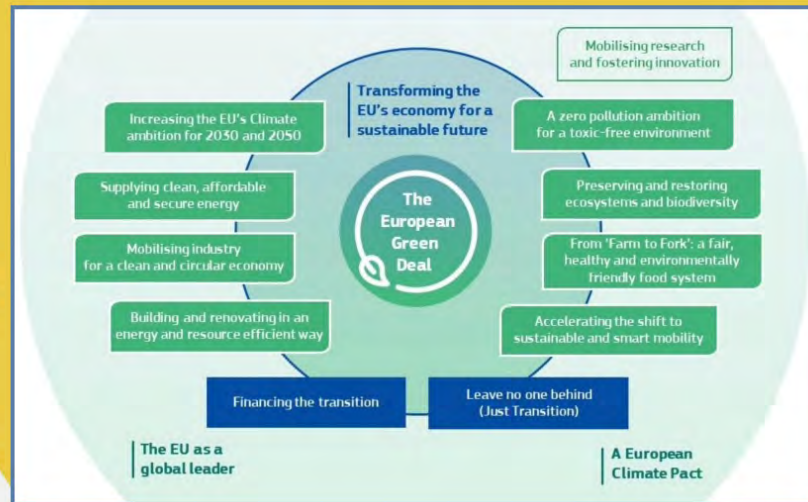 Mobilising research
and fostering innovation
Transforming the
EU's economy for a
sustainable future
Increasing the EU's Climate
ambition for 2030 and 2050
A zero pollution ambition
for a toxic-free environment
Supplying clean, affordable
and secure energy
Preserving and restoring
ecosystems and biodiversity
The
European
Green
Deal
Mobilising industry
for a clean and circular economy
From 'Farm to Fork': a fair,
healthy and environmentally
friendly food system
Building and renovating in an
energy and resource efficient way
Accelerating the shift to
sustainable and smart mobility
Financing the transition
Leave no one behind
(Just Transition)
The EU as a
global leader
A European
Climate Pact